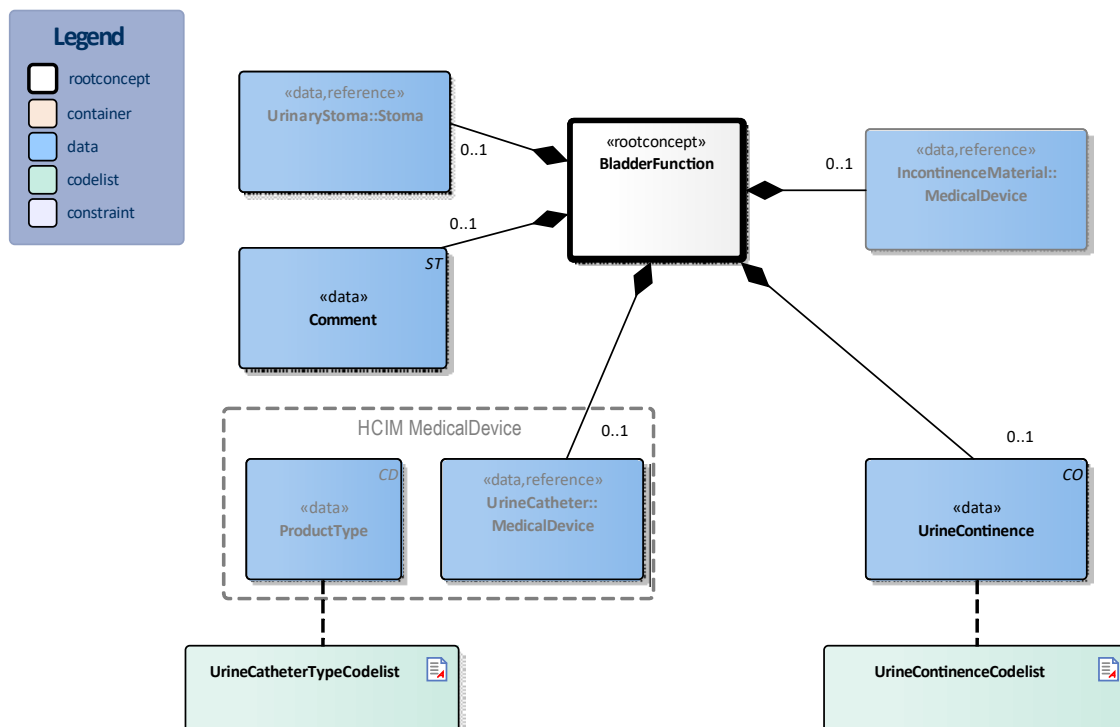 Legend
rootconcept
container
data
codelist
constraint
«data,reference»
UrinaryStoma::Stoma
0..1
«rootconcept»
BladderFunction
0..1
«data,reference»
IncontinenceMaterial::
MedicalDevice
0..1
ST
«data»
Comment
HCIM MedicalDevice
0..1
CD
«data»
ProductType
«data,reference»
UrineCatheter::
MedicalDevice
0..1
CO
«data»
UrineContinence
UrineCatheterTypeCodelist
UrineContinenceCodelist